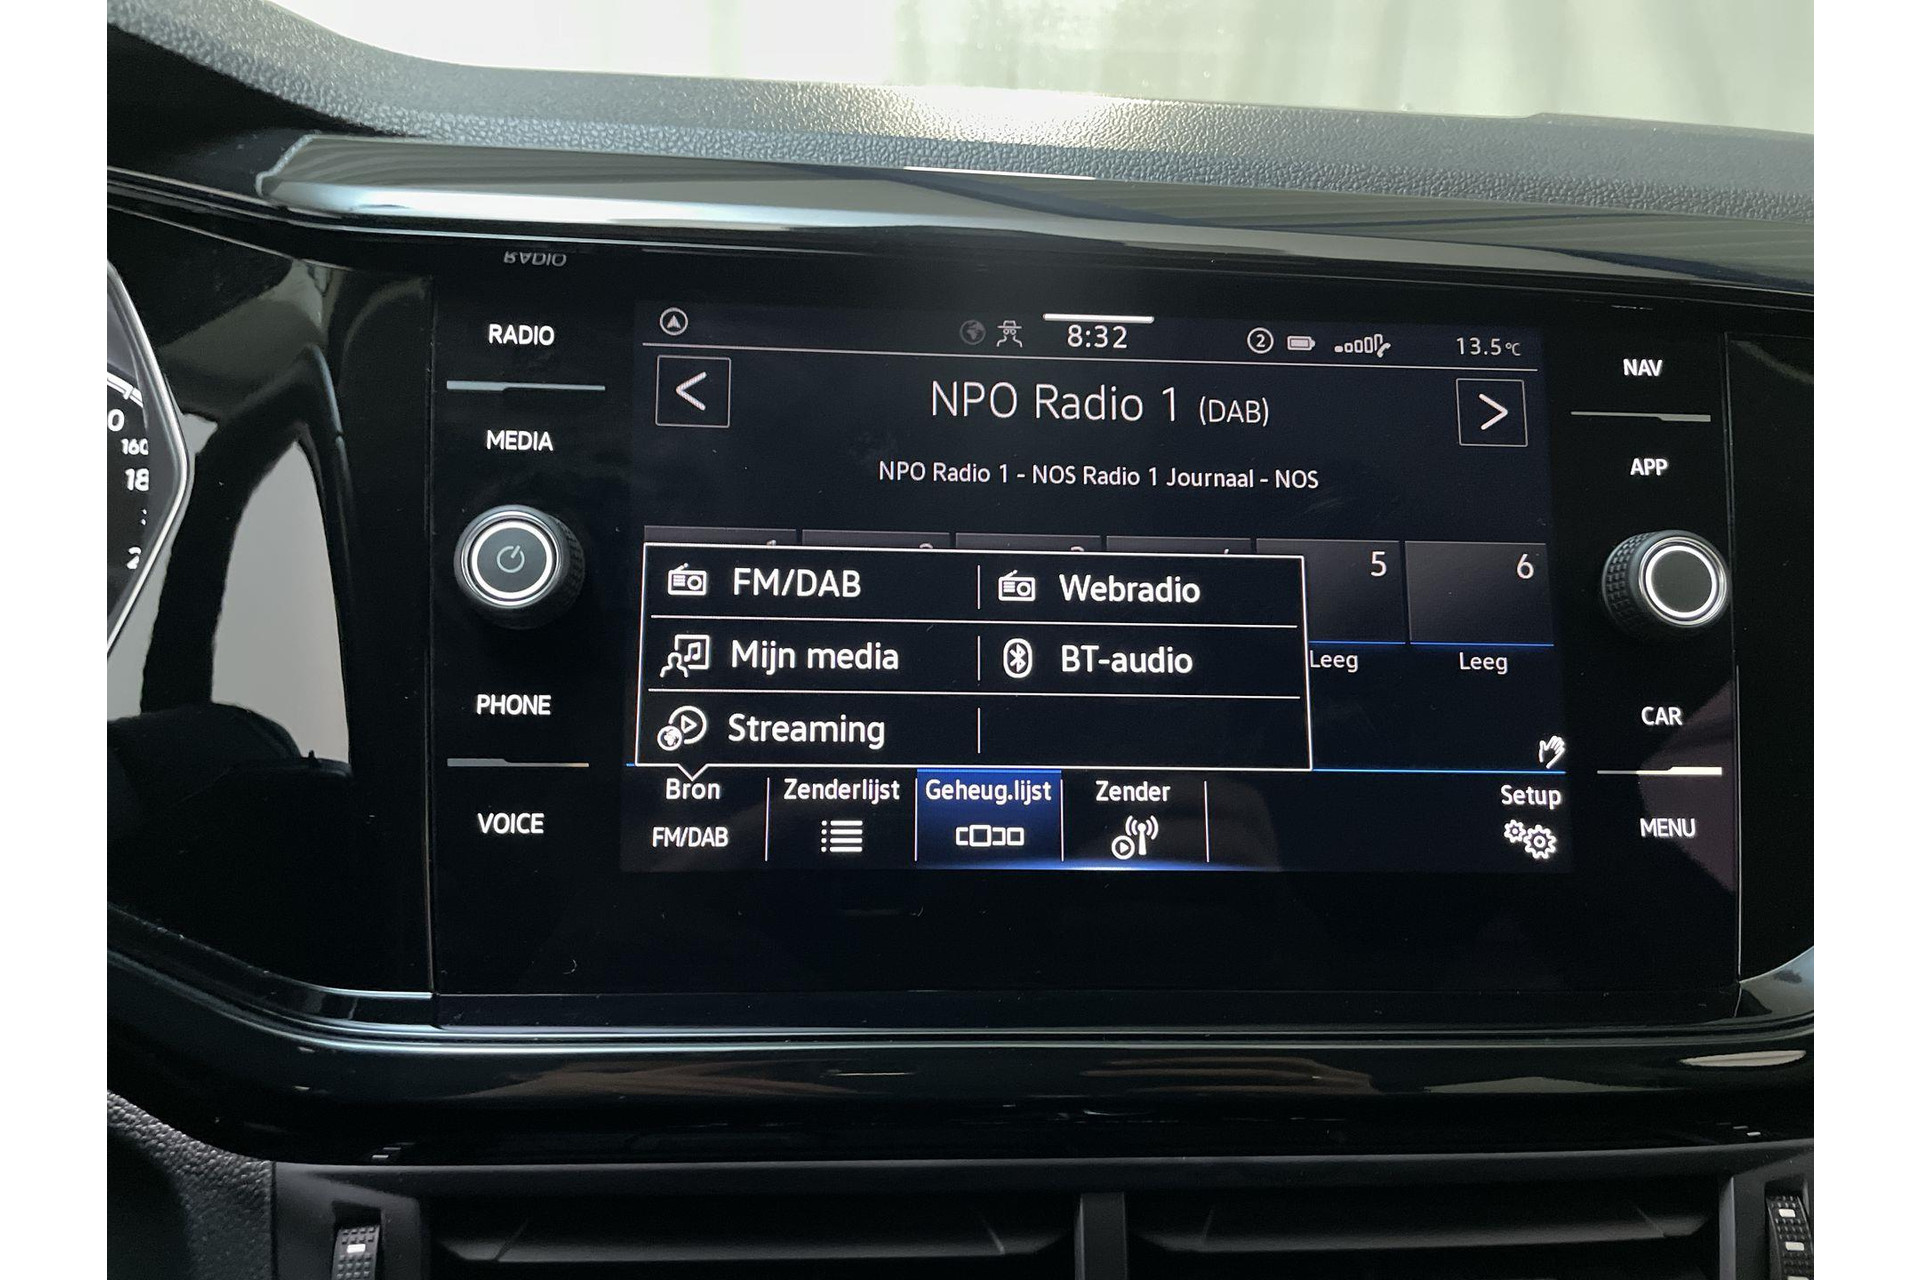 RADIO
MEDIA
PHONE
VOICE
8:32
2
13.5°C
NPO Radio 1 (DAB)
NPO Radio 1 - NOS Radio 1 Journaal - NOS
5
6
FM/DAB
Webradio
Mijn media
BT-audio
Streaming
Leeg
Leeg
Bron
FM/DAB
Zenderlijst
Geheug.lijst
Zender
Setup
NAV
APP
CAR
MENU
160